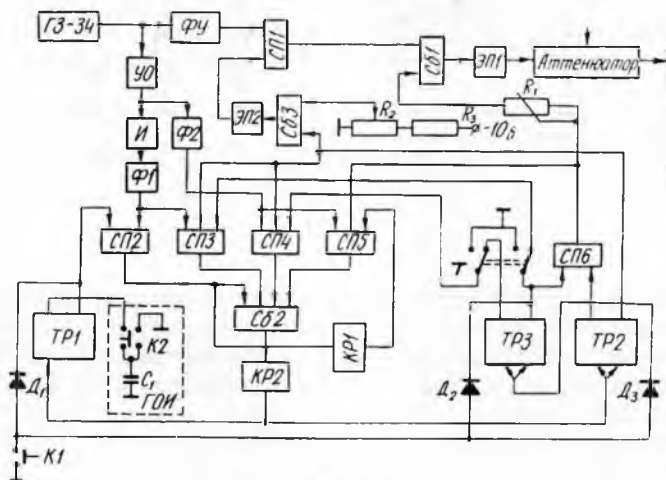 ГЗ-34
ФУ
СП1
Сб1
ЭП1
Аттенюатор
УО
ЭП2
Сб3
R₁
R₂
R₃
-10в
И
Ф2
Ф1
СП2
СП3
СП4
СП5
Т
СП6
ТР1
К2
С₁
ГОИ
Сб2
КР1
КР2
ТР3
ТР2
Д₁
Д₂
Д₃
К1